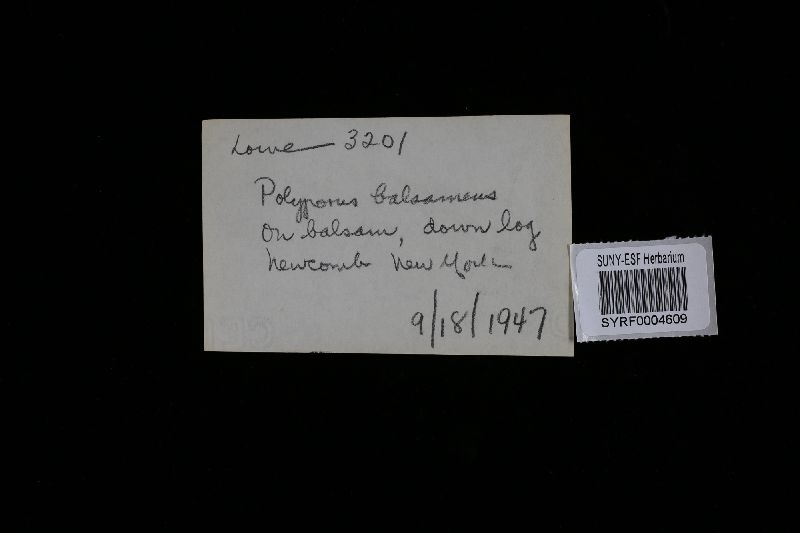 Lowe — 3201
Polyporus balsameus
On balsam, down log,
Newcomb New York
9/18/1947
SUNY-ESF Herbarium
SYRF0004609